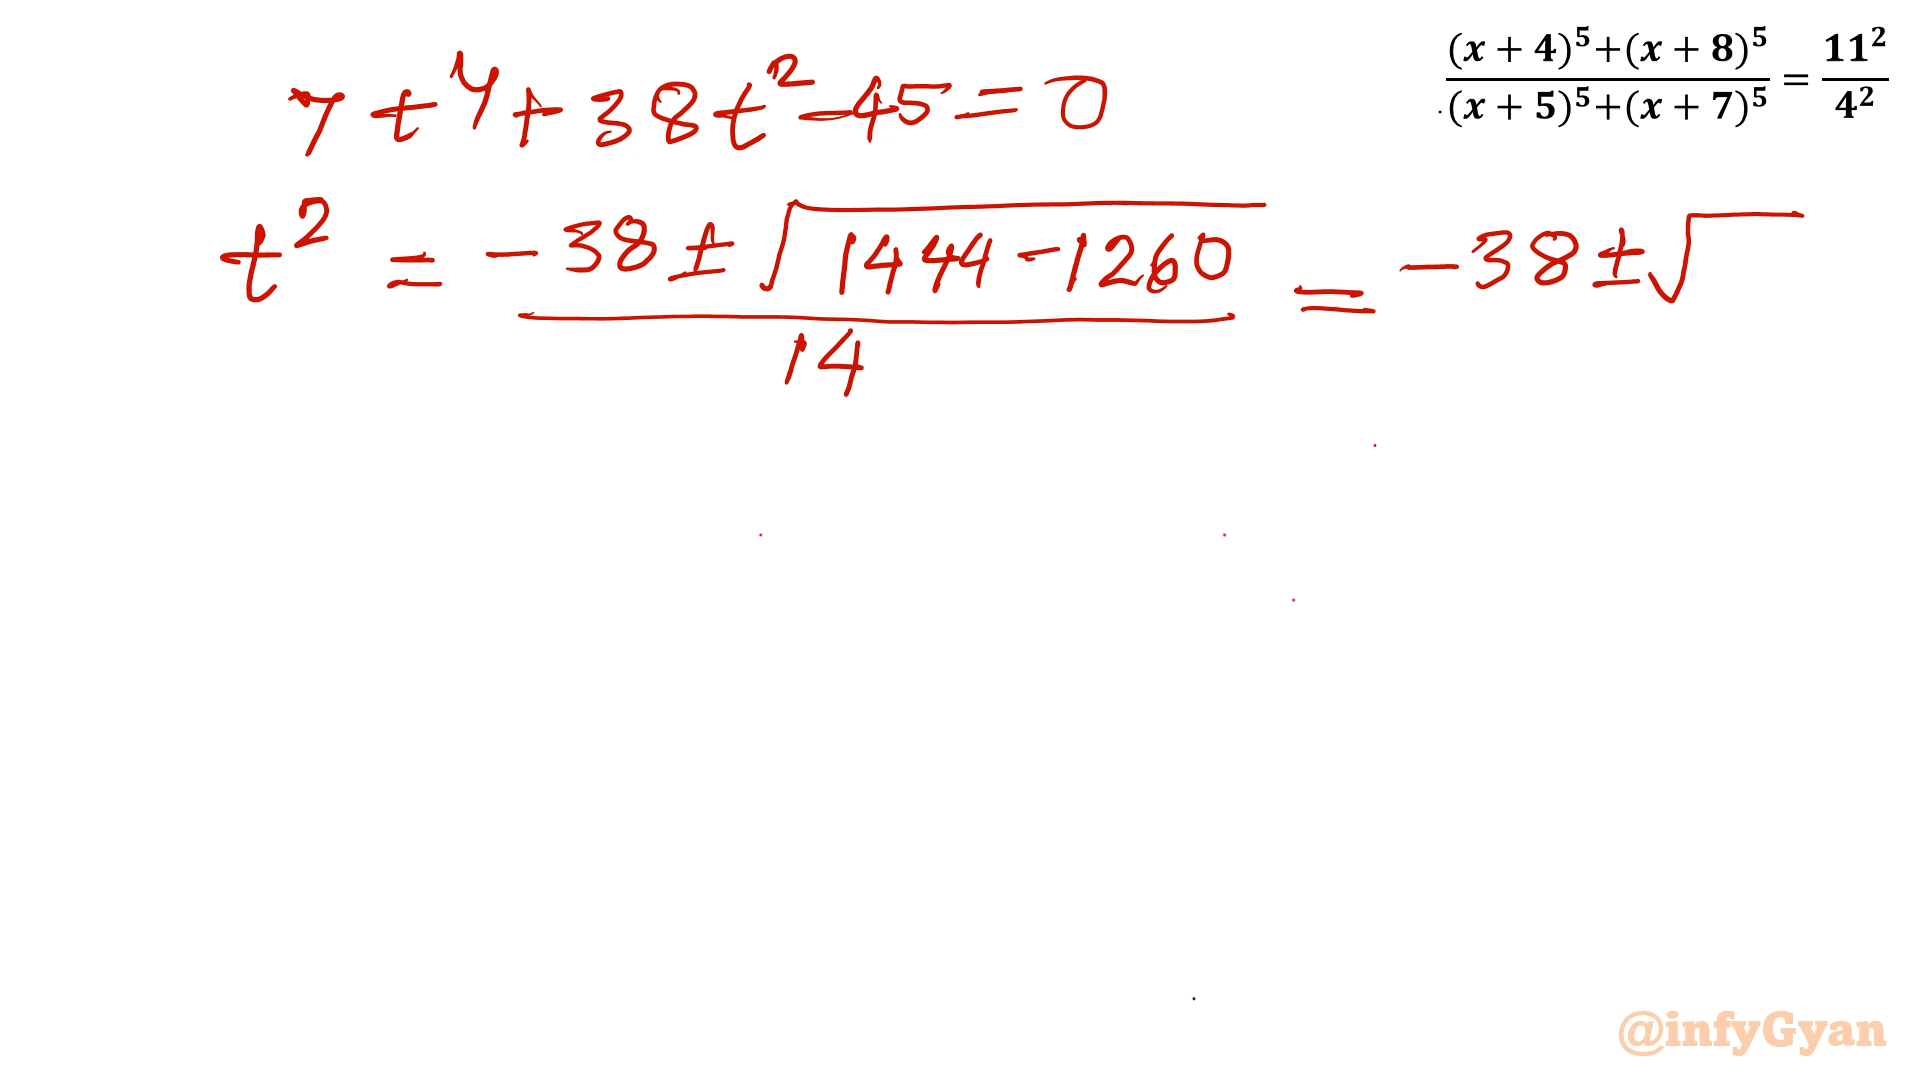 (x + 4)⁵+(x + 8)⁵ / (x + 5)⁵+(x + 7)⁵ = 11² / 4²
7t⁴+38t²-45=0
t² = -38±√(1444-1260) / 14 = -38±√
@infyGyan